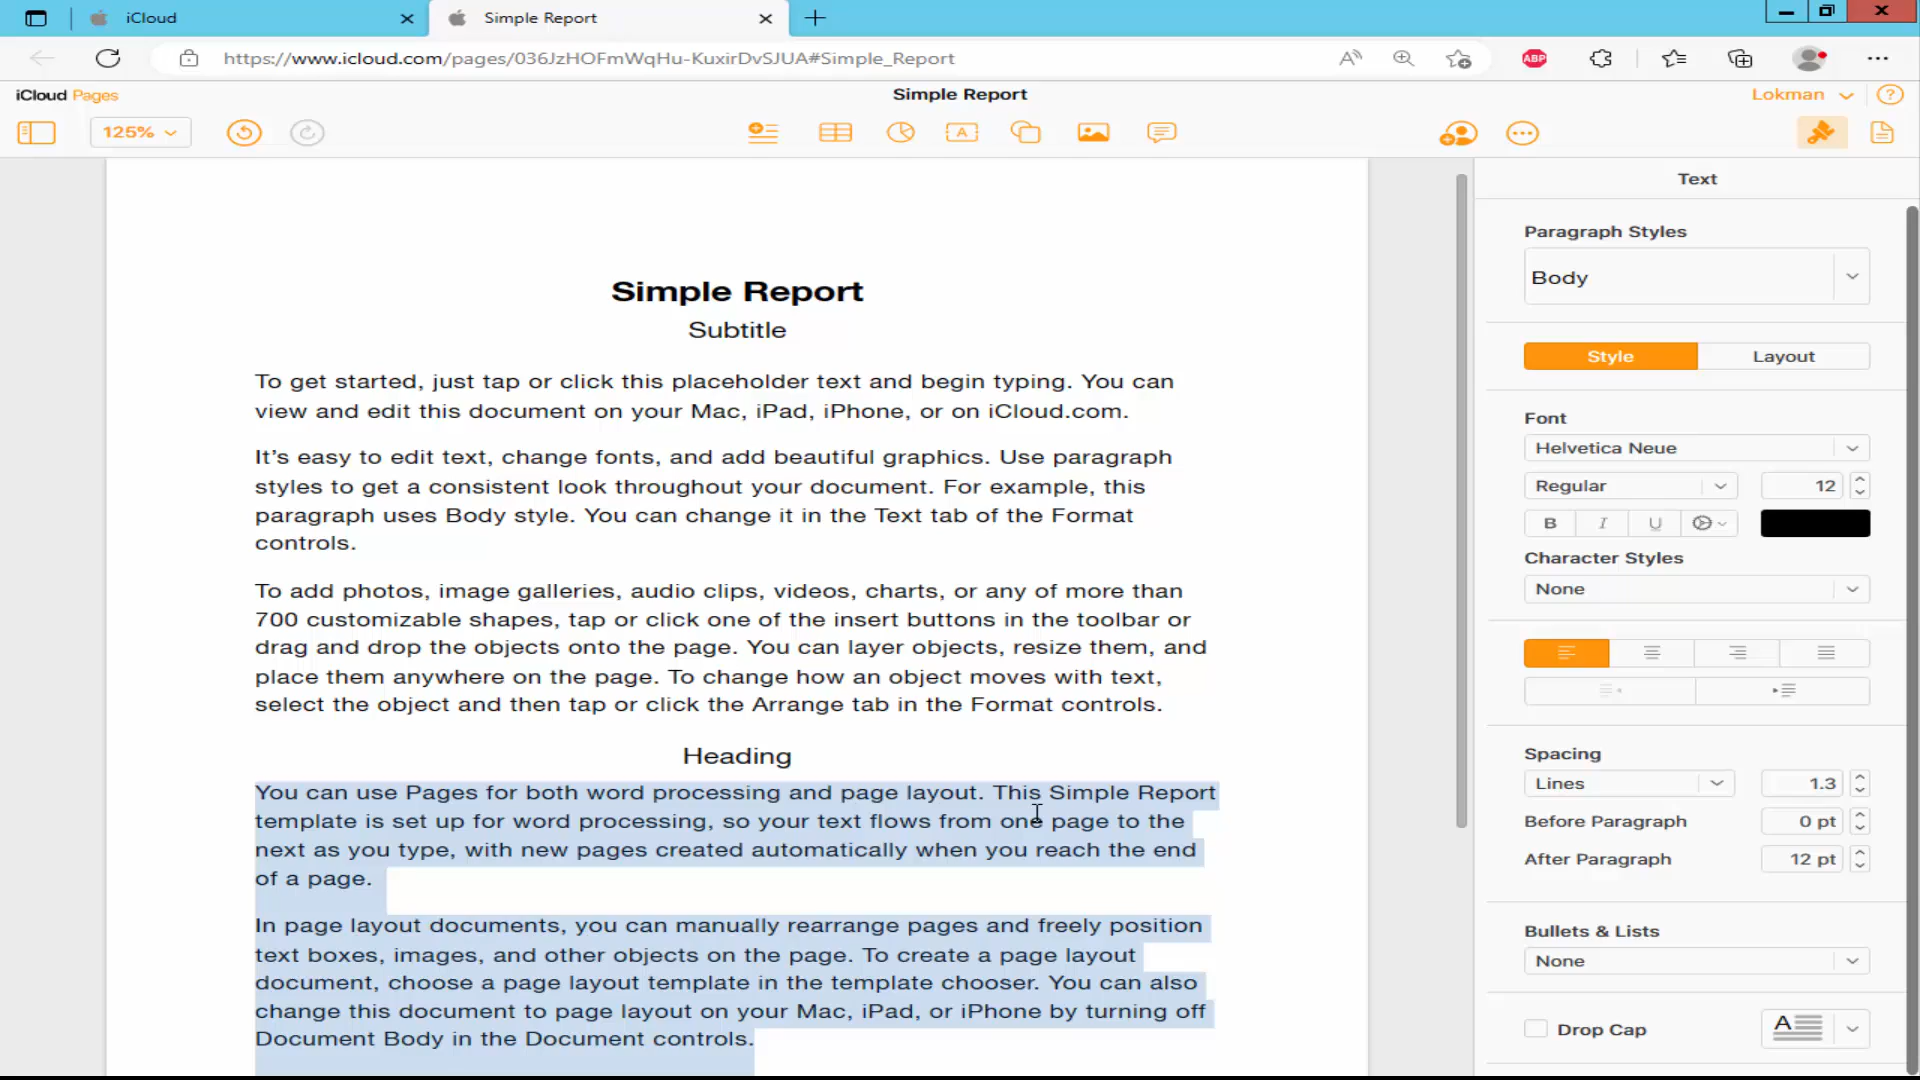 iCloud
Simple Report
https://www.icloud.com/pages/036JzHOFmWqHu-KuxirDvSJUA#Simple_Report
ABP
iCloud Pages
Simple Report
Lokman
125%
Text
Paragraph Styles
Body
Style Layout
Font
Helvetica Neue
Regular 12
B I U
Character Styles
None
Spacing
Lines 1.3
Before Paragraph 0 pt
After Paragraph 12 pt
Bullets & Lists
None
Drop Cap
Simple Report
Subtitle
To get started, just tap or click this placeholder text and begin typing. You can
view and edit this document on your Mac, iPad, iPhone, or on iCloud.com.
It’s easy to edit text, change fonts, and add beautiful graphics. Use paragraph
styles to get a consistent look throughout your document. For example, this
paragraph uses Body style. You can change it in the Text tab of the Format
controls.
To add photos, image galleries, audio clips, videos, charts, or any of more than
700 customizable shapes, tap or click one of the insert buttons in the toolbar or
drag and drop the objects onto the page. You can layer objects, resize them, and
place them anywhere on the page. To change how an object moves with text,
select the object and then tap or click the Arrange tab in the Format controls.
Heading
You can use Pages for both word processing and page layout. This Simple Report
template is set up for word processing, so your text flows from one page to the
next as you type, with new pages created automatically when you reach the end
of a page.
In page layout documents, you can manually rearrange pages and freely position
text boxes, images, and other objects on the page. To create a page layout
document, choose a page layout template in the template chooser. You can also
change this document to page layout on your Mac, iPad, or iPhone by turning off
Document Body in the Document controls.